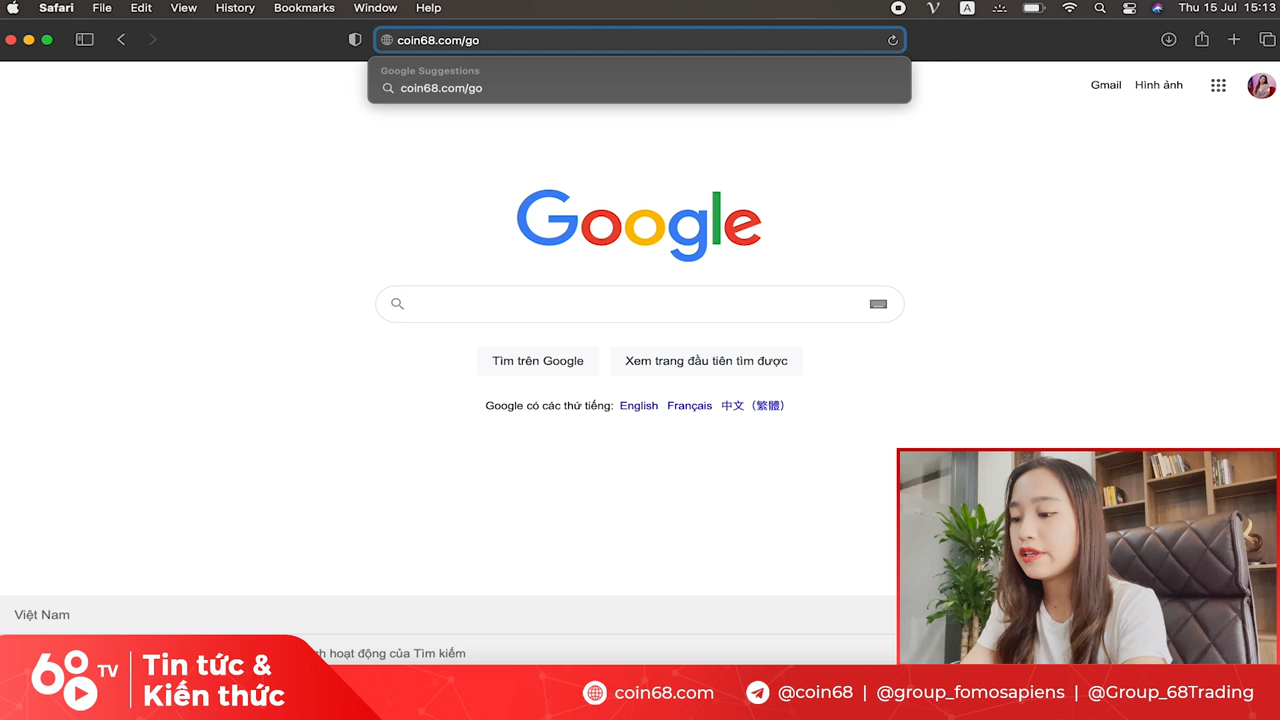 Safari File Edit View History Bookmarks Window Help A Thu 15 Jul 15:13
coin68.com/go
Google Suggestions
coin68.com/go
Gmail Hình ảnh
Google
Tìm trên Google Xem trang đầu tiên tìm được
Google có các thứ tiếng: English Français 中文（繁體）
Việt Nam
ch hoạt động của Tìm kiếm
68 TV Tin tức &
Kiến thức
coin68.com @coin68 | @group_fomosapiens | @Group_68Trading